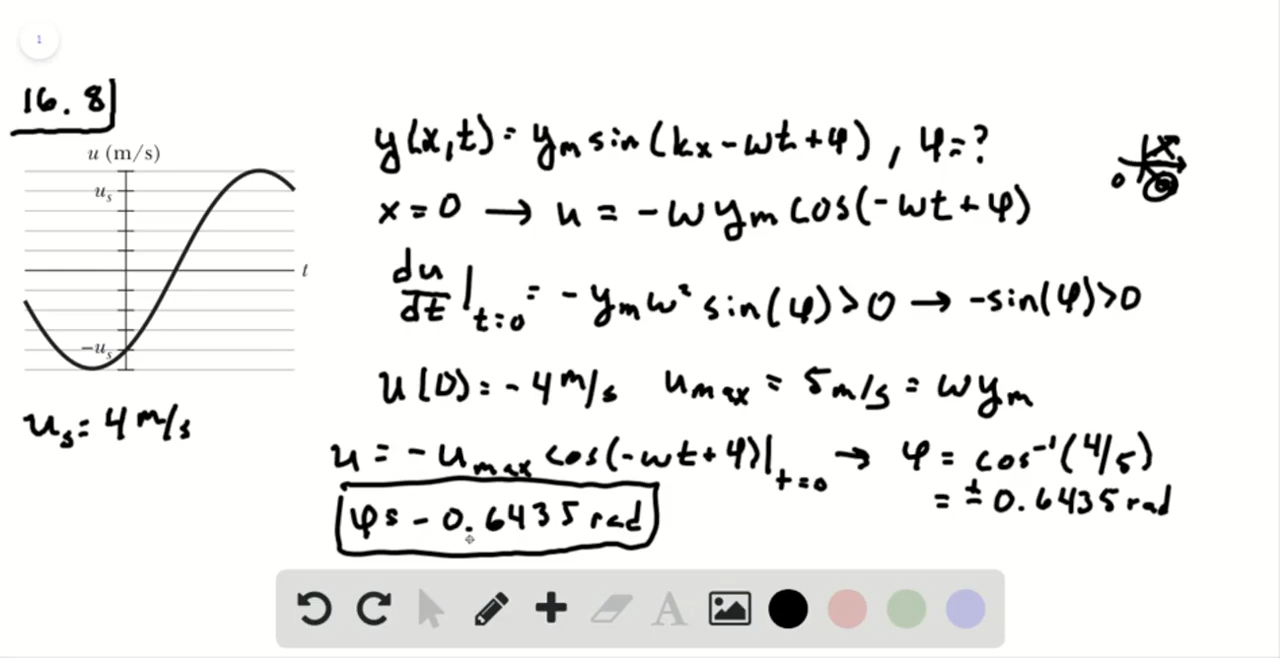 1
16.8
u (m/s)
u_s
t
-u_s
u_s = 4 m/s
y(x,t) = y_m sin(kx - ωt + φ), φ = ?
x = 0 → u = -ω y_m cos(-ωt + φ)
du/dt |_{t=0} = - y_m ω² sin(φ) > 0 → -sin(φ) > 0
u(0) = -4 m/s u_max = 5 m/s = ω y_m
u = - u_max cos(-ωt + φ)|_{t=0} → φ = cos⁻¹(4/5)
= ± 0.6435 rad
φ = - 0.6435 rad
A